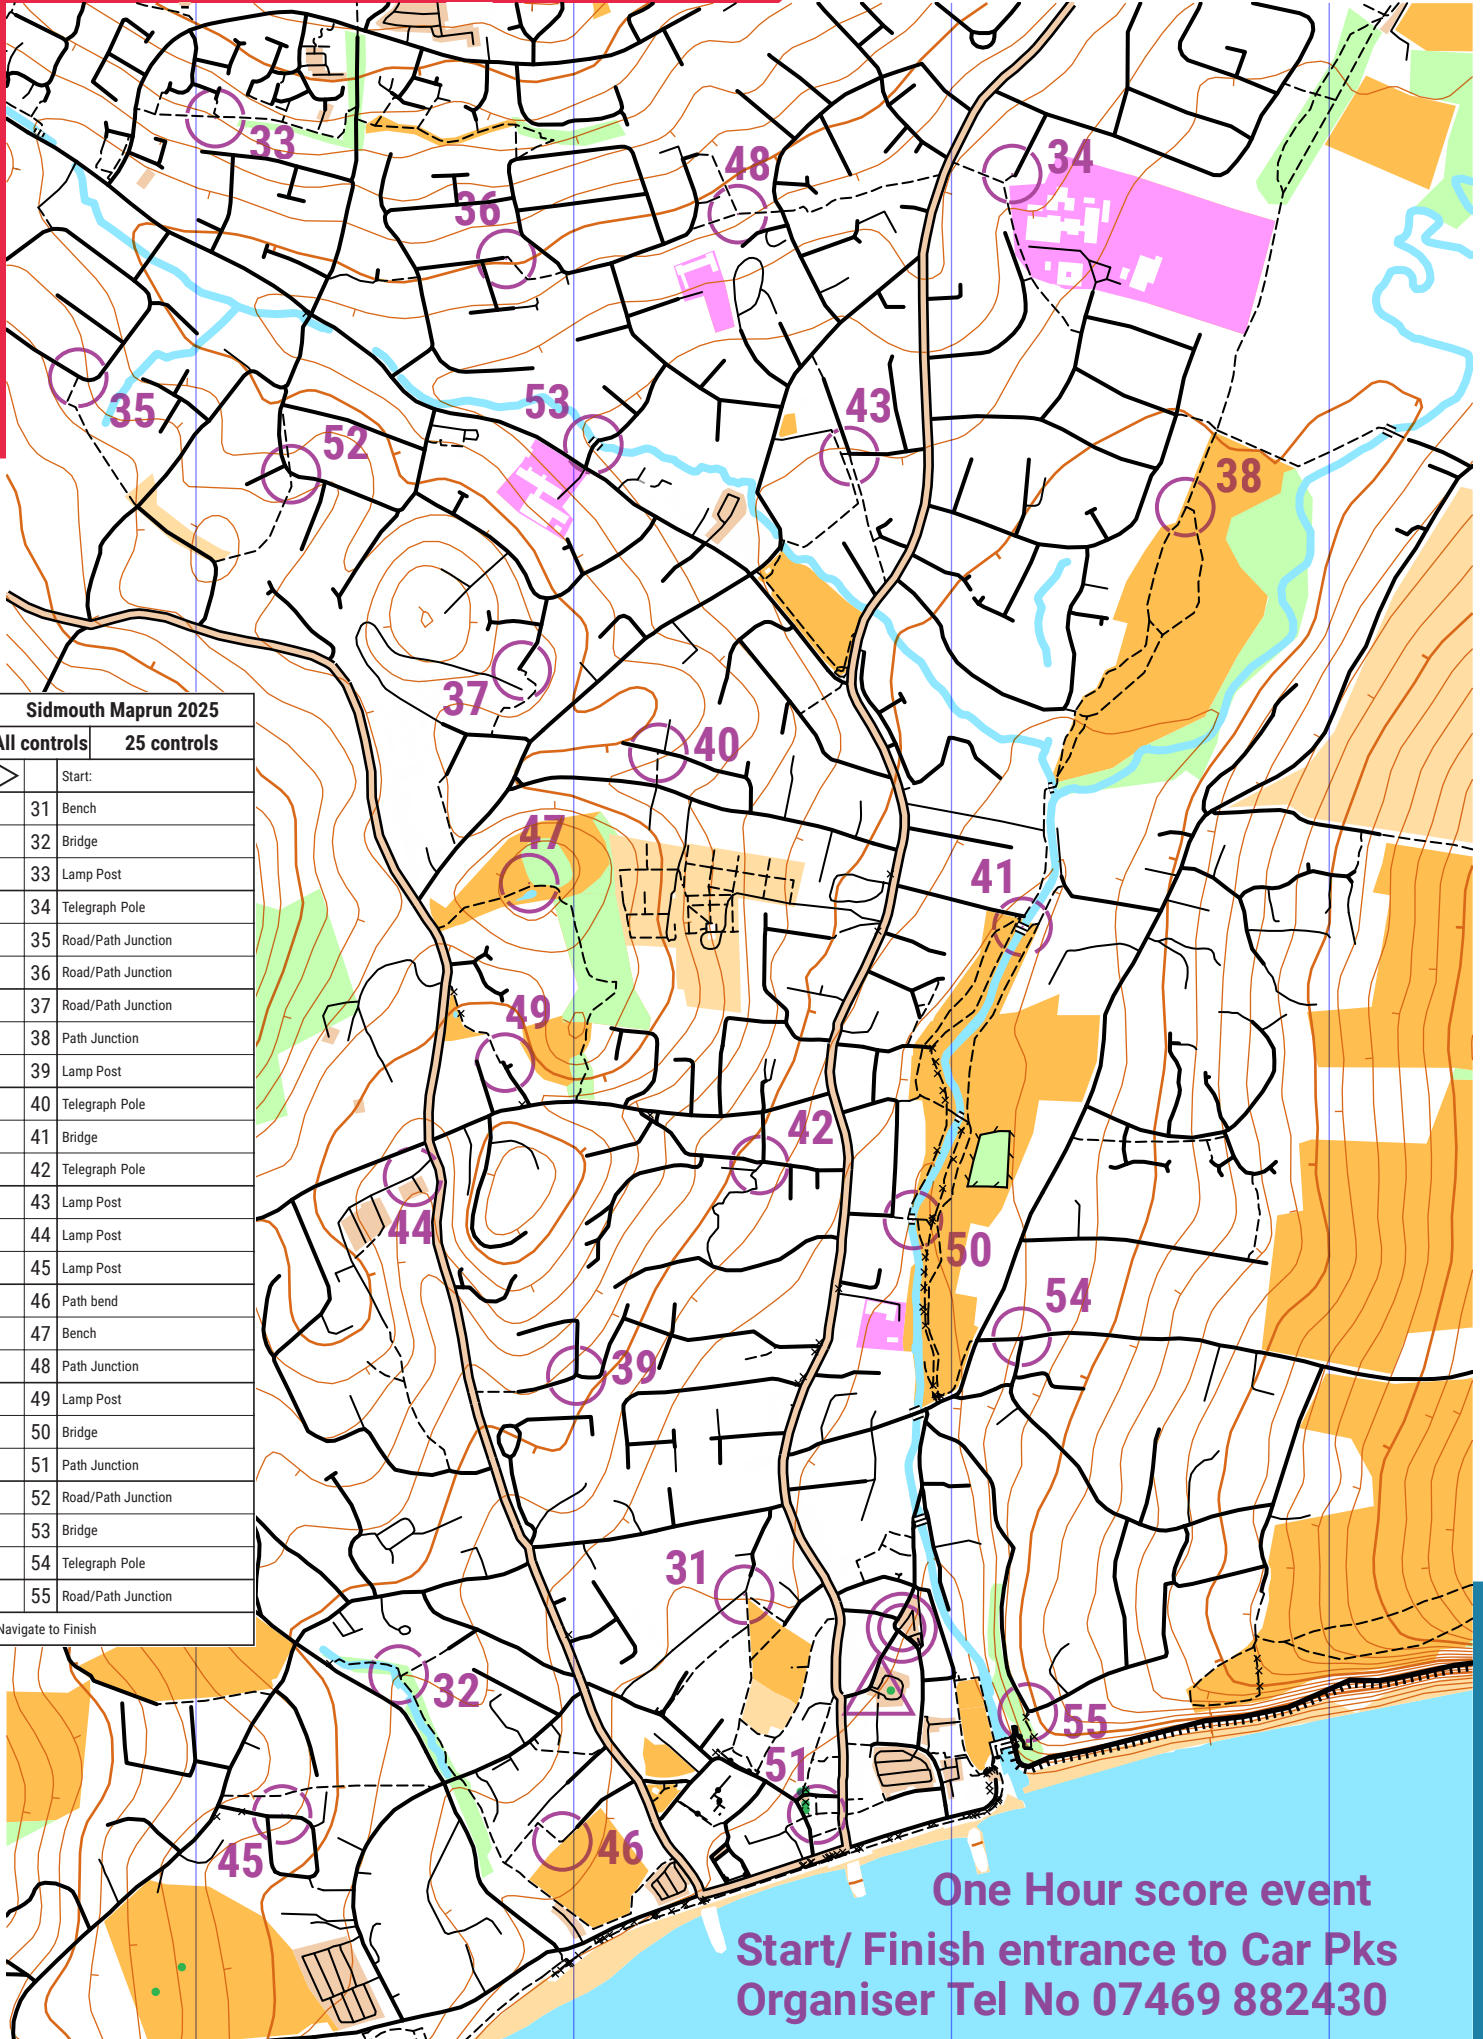 33
48
34
36
35
53
43
52
38
37
40
47
41
49
42
44
50
54
39
31
32
55
51
45
46
Sidmouth Maprun 2025
All controls 25 controls
Start:
31 Bench
32 Bridge
33 Lamp Post
34 Telegraph Pole
35 Road/Path Junction
36 Road/Path Junction
37 Road/Path Junction
38 Path Junction
39 Lamp Post
40 Telegraph Pole
41 Bridge
42 Telegraph Pole
43 Lamp Post
44 Lamp Post
45 Lamp Post
46 Path bend
47 Bench
48 Path Junction
49 Lamp Post
50 Bridge
51 Path Junction
52 Road/Path Junction
53 Bridge
54 Telegraph Pole
55 Road/Path Junction
Navigate to Finish
One Hour score event
Start/ Finish entrance to Car Pks
Organiser Tel No 07469 882430